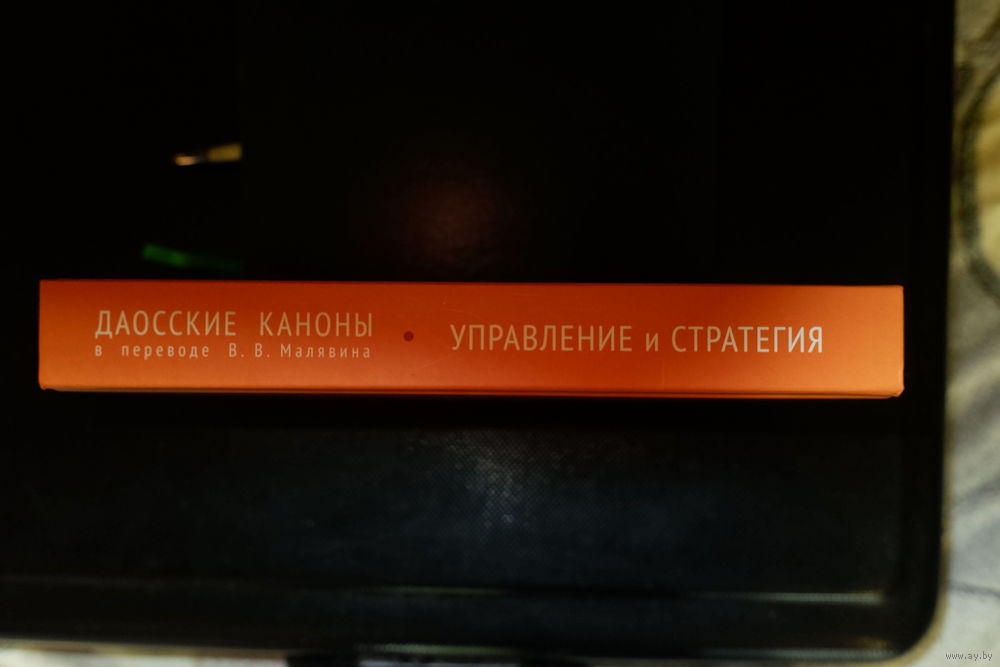 ДАОССКИЕ КАНОНЫ
в переводе В. В. Малявина
УПРАВЛЕНИЕ и СТРАТЕГИЯ
www.ay.by